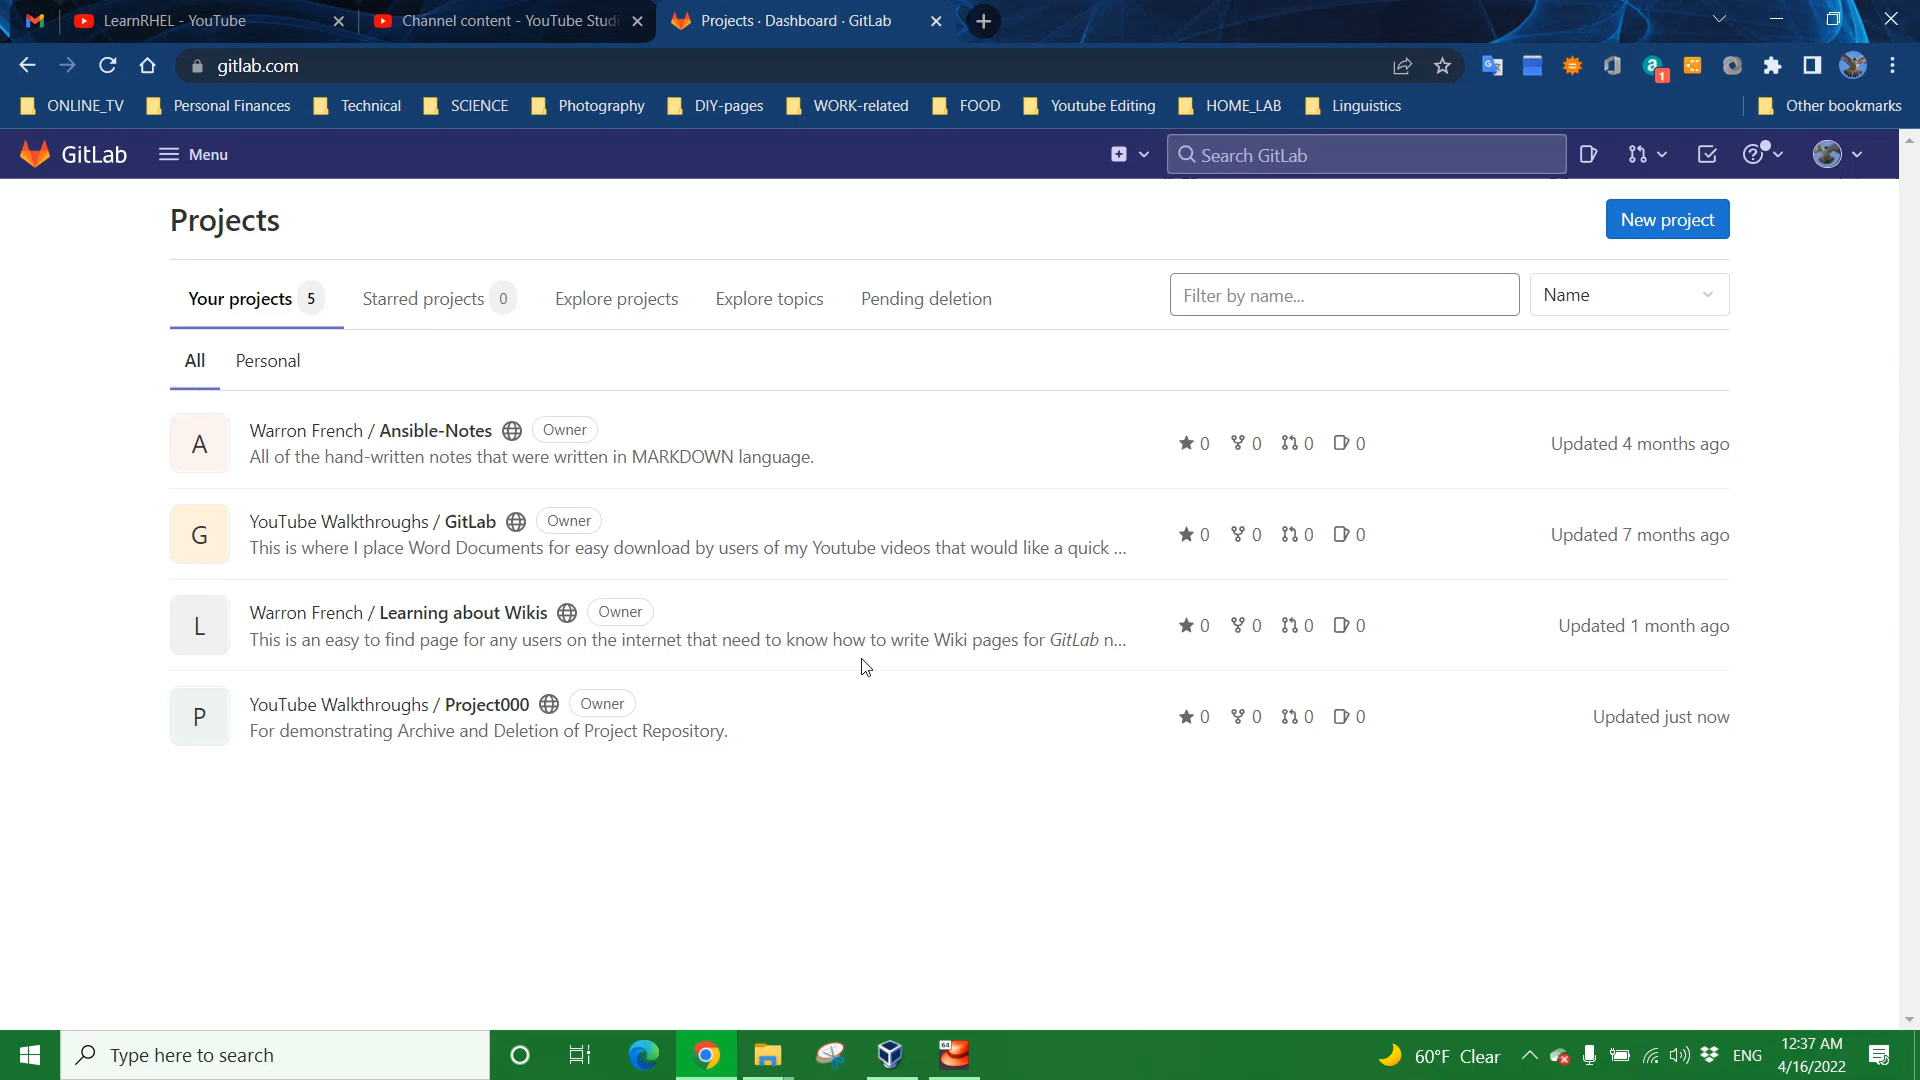 LearnRHEL - YouTube
Channel content - YouTube Studi
Projects · Dashboard · GitLab
gitlab.com
1
ONLINE_TV
Personal Finances
Technical
SCIENCE
Photography
DIY-pages
WORK-related
FOOD
Youtube Editing
HOME_LAB
Linguistics
Other bookmarks
GitLab
Menu
Search GitLab
Projects
New project
Your projects 5
Starred projects 0
Explore projects
Explore topics
Pending deletion
Filter by name...
Name
All
Personal
A
Warron French / Ansible-Notes
Owner
All of the hand-written notes that were written in MARKDOWN language.
0 0 0 0
Updated 4 months ago
G
YouTube Walkthroughs / GitLab
Owner
This is where I place Word Documents for easy download by users of my Youtube videos that would like a quick ...
0 0 0 0
Updated 7 months ago
L
Warron French / Learning about Wikis
Owner
This is an easy to find page for any users on the internet that need to know how to write Wiki pages for GitLab n...
0 0 0 0
Updated 1 month ago
P
YouTube Walkthroughs / Project000
Owner
For demonstrating Archive and Deletion of Project Repository.
0 0 0 0
Updated just now
Type here to search
64
60°F Clear
ENG
12:37 AM
4/16/2022